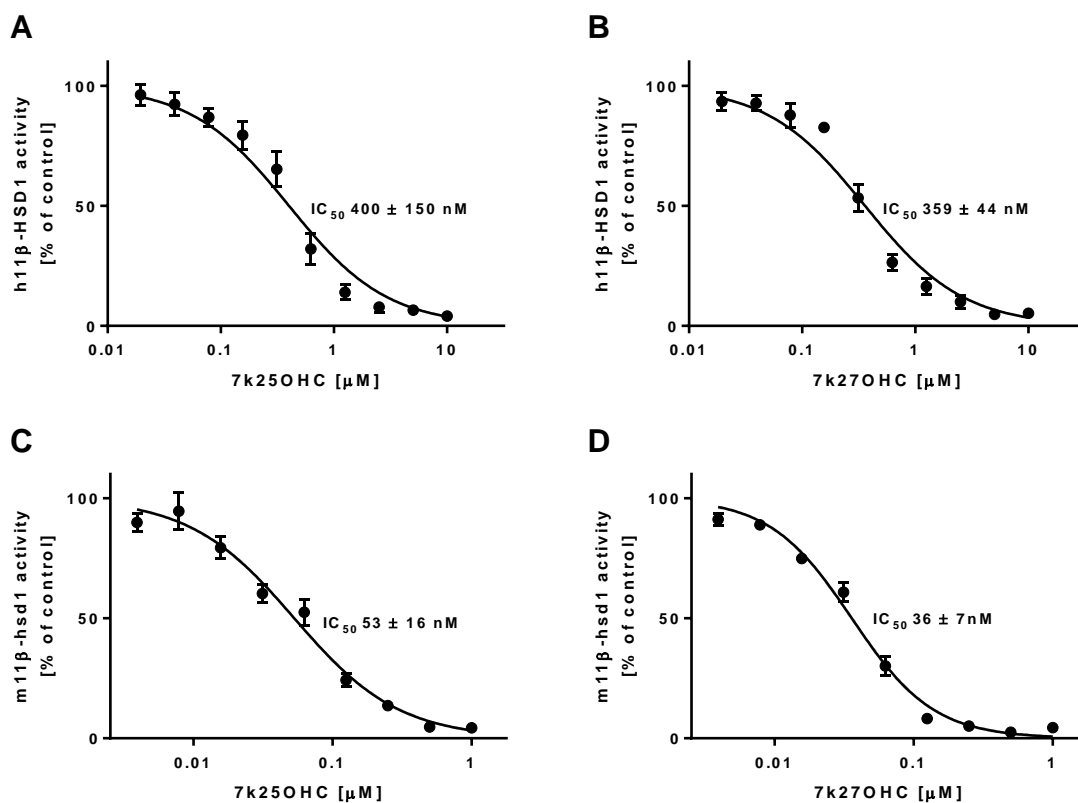 A
h11β-HSD1 activity
[% of control]
100
50
0
IC50 400 ± 150 nM
0.01 0.1 1 10
7k25OHC [µM]
B
h11β-HSD1 activity
[% of control]
100
50
0
IC50 359 ± 44 nM
0.01 0.1 1 10
7k27OHC [µM]
C
m11β-hsd1 activity
[% of control]
100
50
0
IC50 53 ± 16 nM
0.01 0.1 1
7k25OHC [µM]
D
m11β-hsd1 activity
[% of control]
100
50
0
IC50 36 ± 7nM
0.01 0.1 1
7k27OHC [µM]